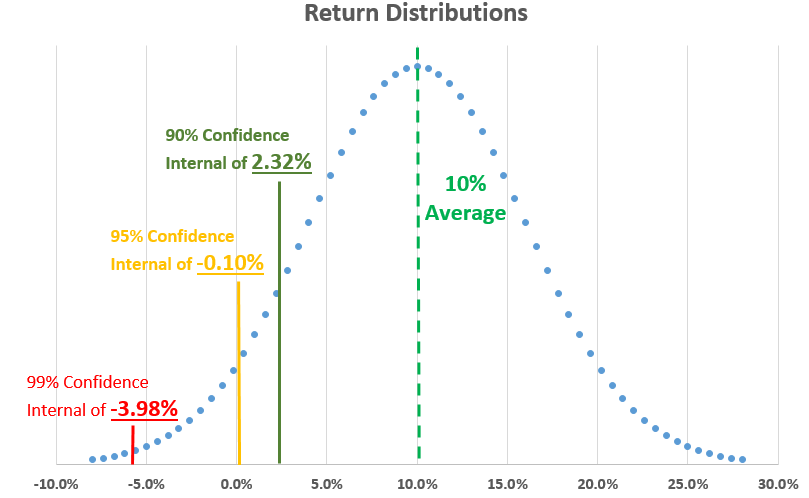 Return Distributions
90% Confidence
Internal of 2.32%
10%
Average
95% Confidence
Internal of -0.10%
99% Confidence
Internal of -3.98%
-10.0% -5.0% 0.0% 5.0% 10.0% 15.0% 20.0% 25.0% 30.0%